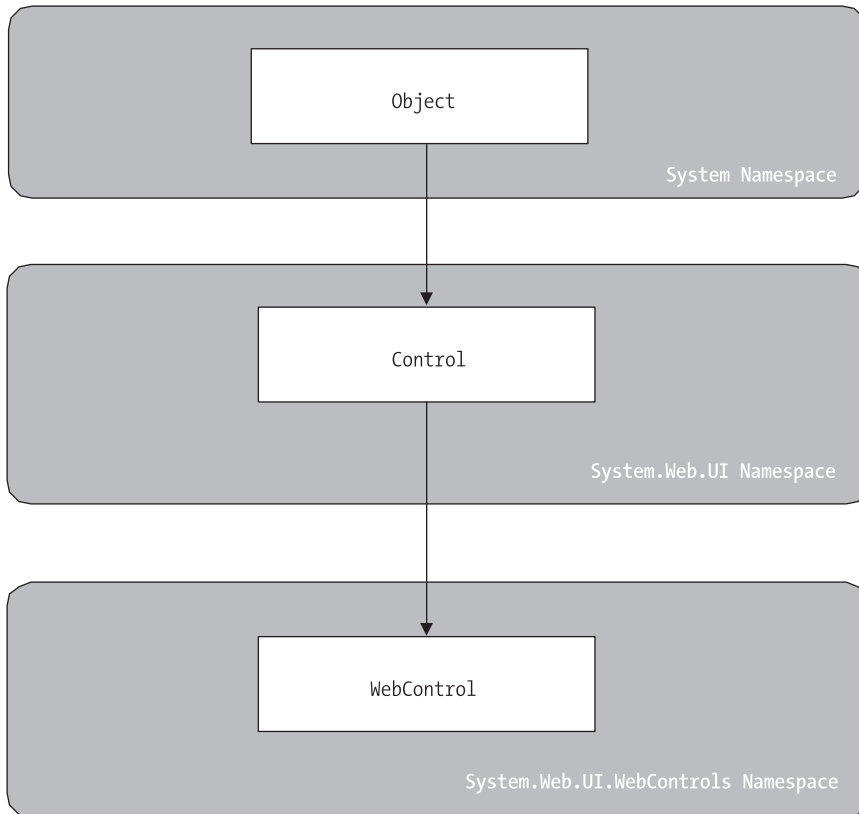 Object
System Namespace
Control
System.Web.UI Namespace
WebControl
System.Web.UI.WebControls Namespace